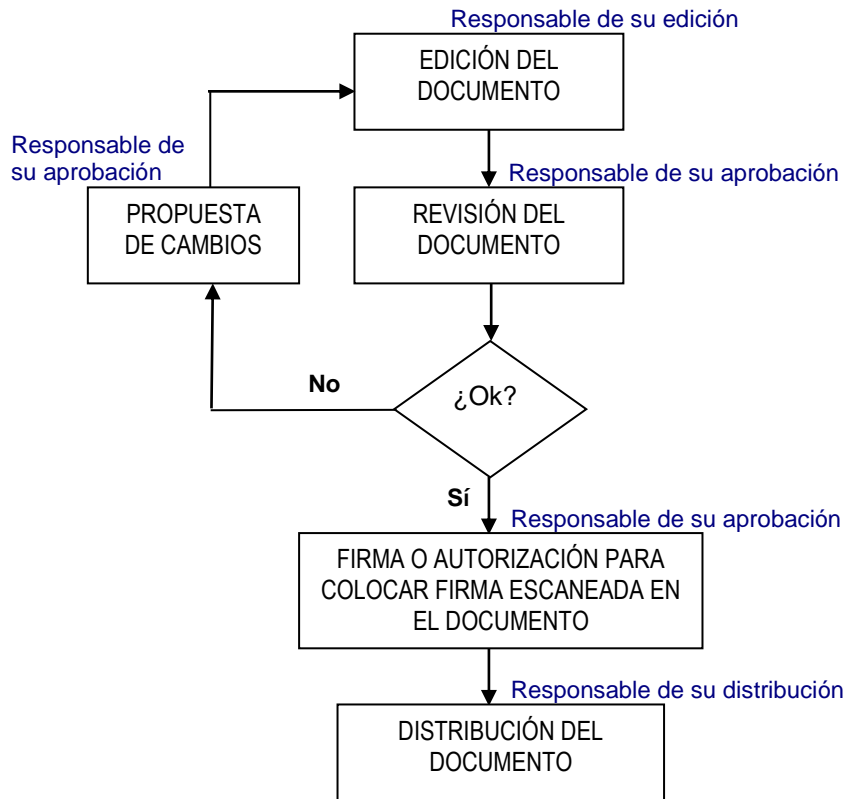 Responsable de su edición
EDICIÓN DEL
DOCUMENTO
Responsable de
su aprobación
Responsable de su aprobación
PROPUESTA
DE CAMBIOS
REVISIÓN DEL
DOCUMENTO
No
¿Ok?
Sí
Responsable de su aprobación
FIRMA O AUTORIZACIÓN PARA
COLOCAR FIRMA ESCANEADA EN
EL DOCUMENTO
Responsable de su distribución
DISTRIBUCIÓN DEL
DOCUMENTO